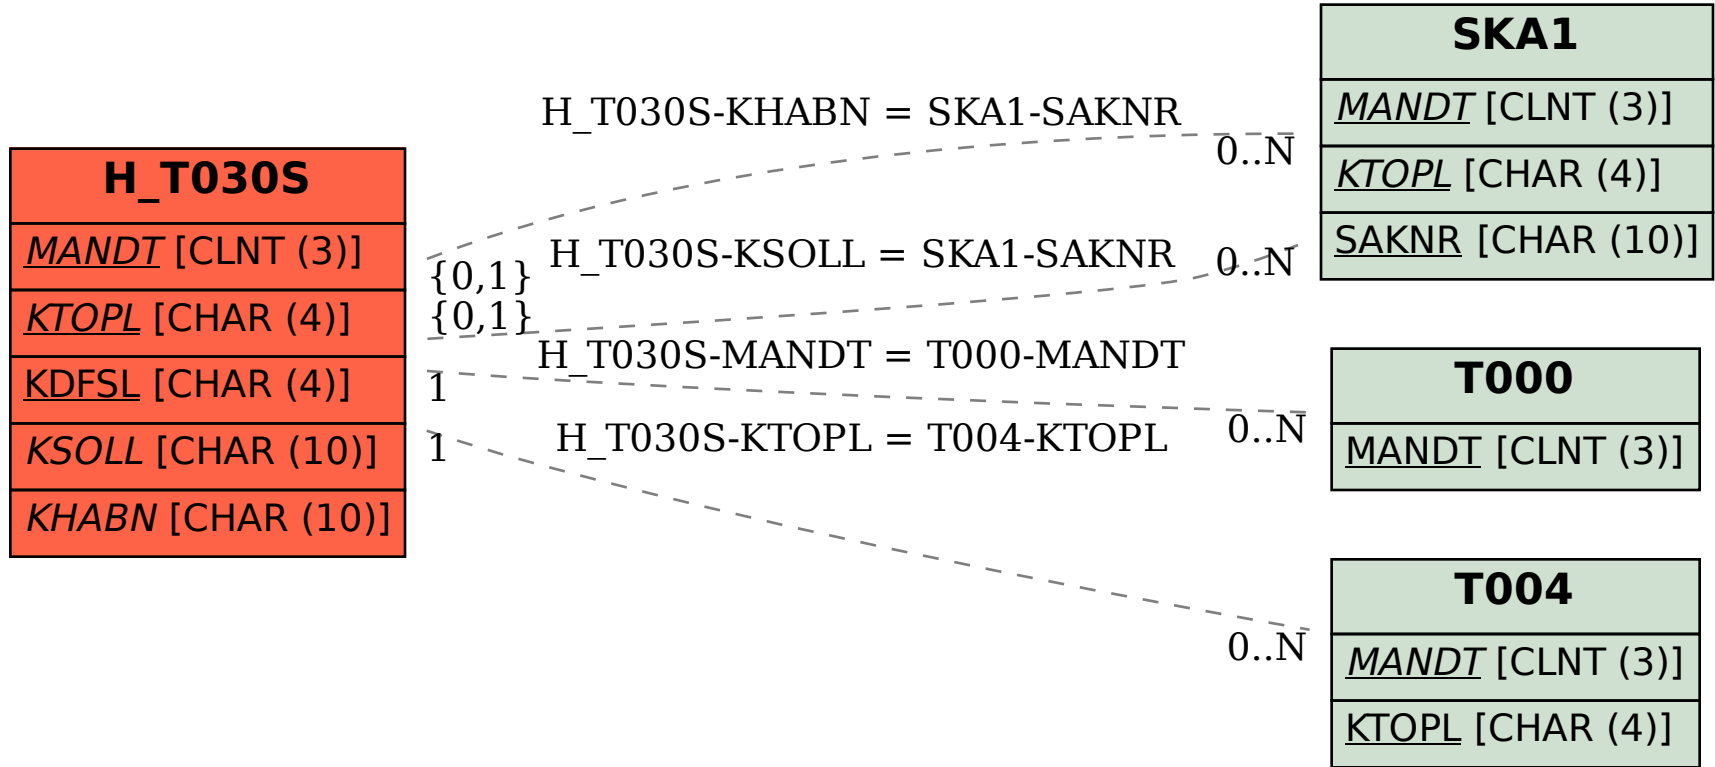 H_T030S
MANDT [CLNT (3)]
KTOPL [CHAR (4)]
KDFSL [CHAR (4)]
KSOLL [CHAR (10)]
KHABN [CHAR (10)]
H_T030S-KHABN = SKA1-SAKNR
0..N
{0,1}
H_T030S-KSOLL = SKA1-SAKNR
0..N
{0,1}
H_T030S-MANDT = T000-MANDT
0..N
1
H_T030S-KTOPL = T004-KTOPL
0..N
1
SKA1
MANDT [CLNT (3)]
KTOPL [CHAR (4)]
SAKNR [CHAR (10)]
T000
MANDT [CLNT (3)]
T004
MANDT [CLNT (3)]
KTOPL [CHAR (4)]